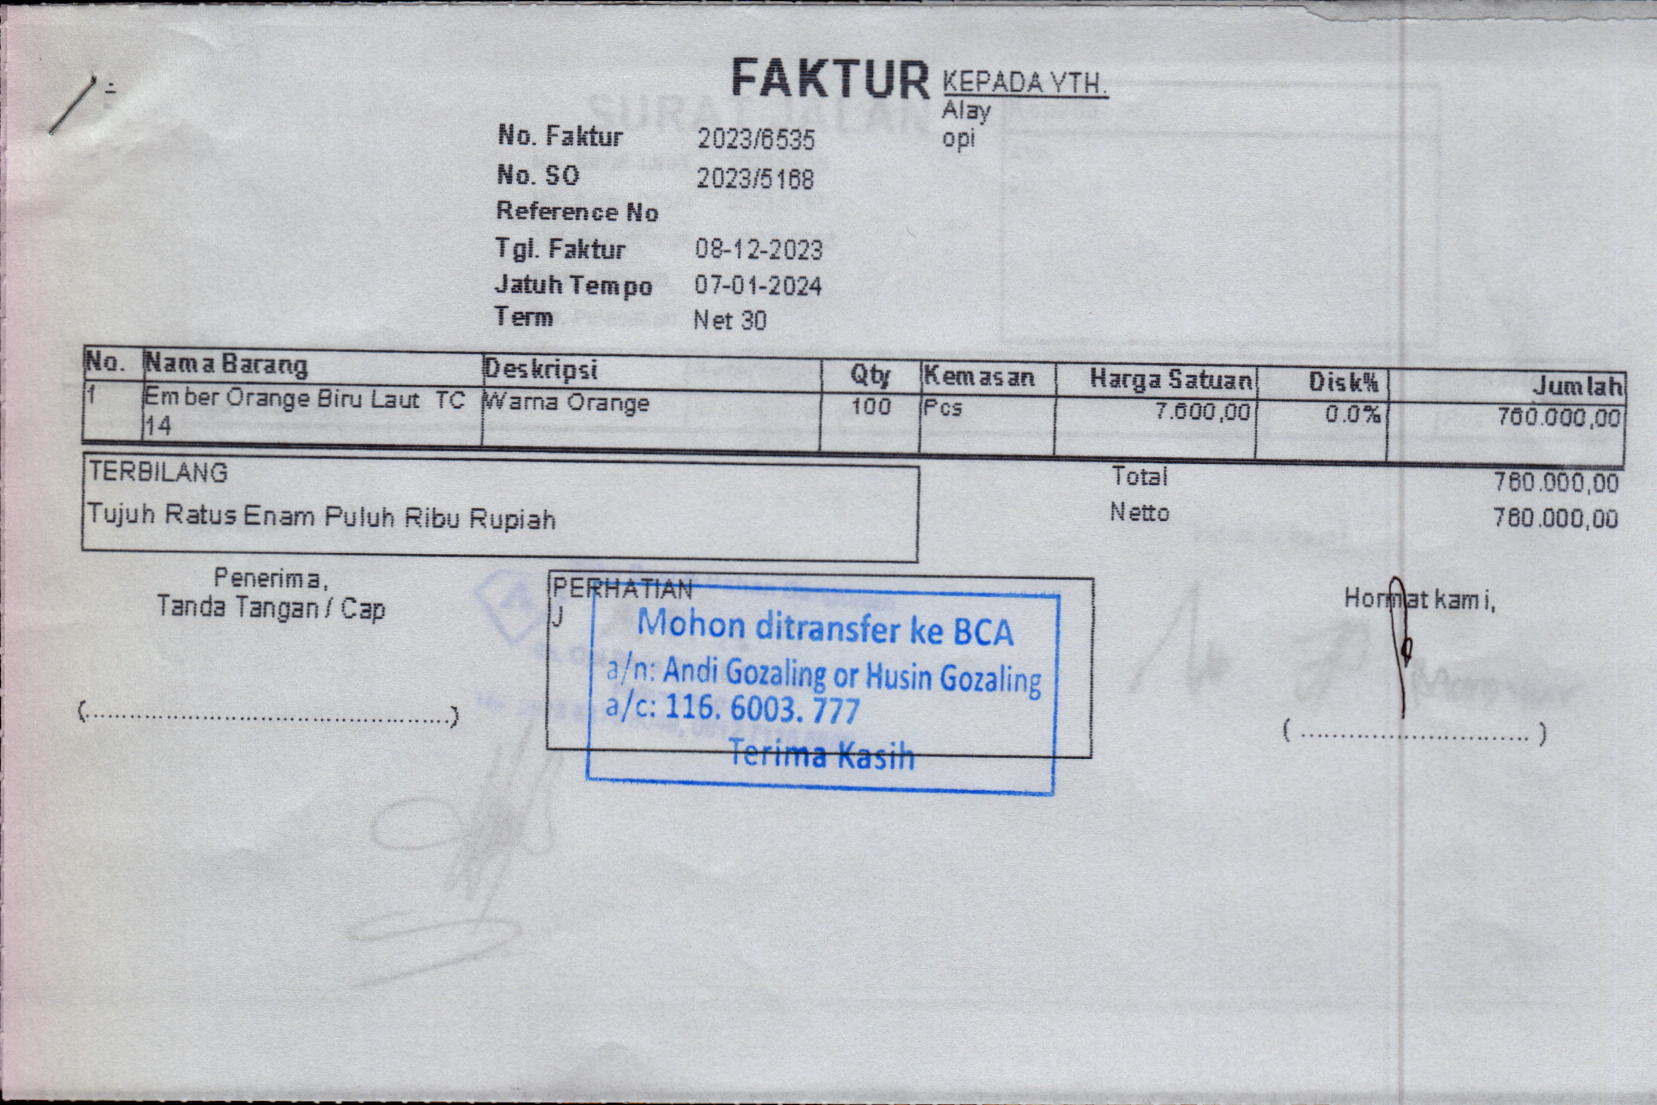 FAKTUR
KEPADA YTH.
Alay
opi
No. Faktur 2023/6535
No. SO 2023/5168
Reference No
Tgl. Faktur 08-12-2023
Jatuh Tempo 07-01-2024
Term Net 30
No. Nama Barang Deskripsi Qty Kemasan Harga Satuan Disk% Jumlah
1 Ember Orange Biru Laut TC Warna Orange 100 Pcs 7.600,00 0.0% 760.000,00
14
TERBILANG
Tujuh Ratus Enam Puluh Ribu Rupiah
Total 760.000,00
Netto 760.000,00
Penerima,
Tanda Tangan / Cap
(............................................)
PERHATIAN
J
Mohon ditransfer ke BCA
a/n: Andi Gozaling or Husin Gozaling
a/c: 116. 6003. 777
Terima Kasih
Hormat kami,
( ............................ )
SURAT JALAN